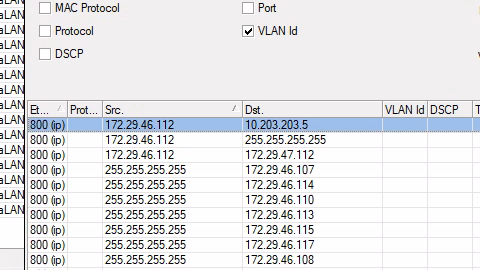 MAC Protocol Port
Protocol VLAN Id
DSCP
Et... Prot... Src. Dst. VLAN Id DSCP T
800 (ip) 172.29.46.112 10.203.203.5
800 (ip) 172.29.46.112 255.255.255.255
800 (ip) 172.29.46.112 172.29.47.112
800 (ip) 255.255.255.255 172.29.46.107
800 (ip) 255.255.255.255 172.29.46.114
800 (ip) 255.255.255.255 172.29.46.110
800 (ip) 255.255.255.255 172.29.46.113
800 (ip) 255.255.255.255 172.29.46.115
800 (ip) 255.255.255.255 172.29.46.117
800 (ip) 255.255.255.255 172.29.46.108
aLAN
aLAN
aLAN
aLAN
aLAN
aLAN
aLAN
aLAN
aLAN
aLAN
aLAN
aLAN
aLAN